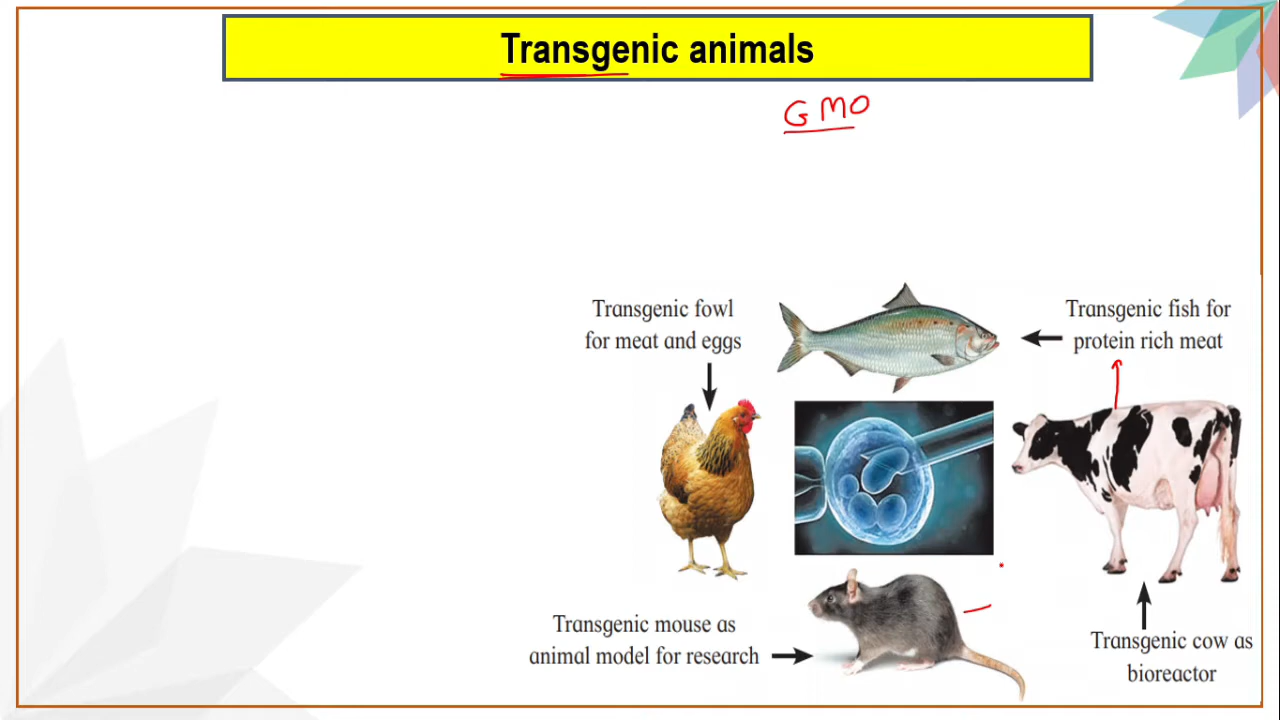 Transgenic animals
GMO
Transgenic fowl
for meat and eggs
Transgenic fish for
protein rich meat
Transgenic mouse as
animal model for research
Transgenic cow as
bioreactor